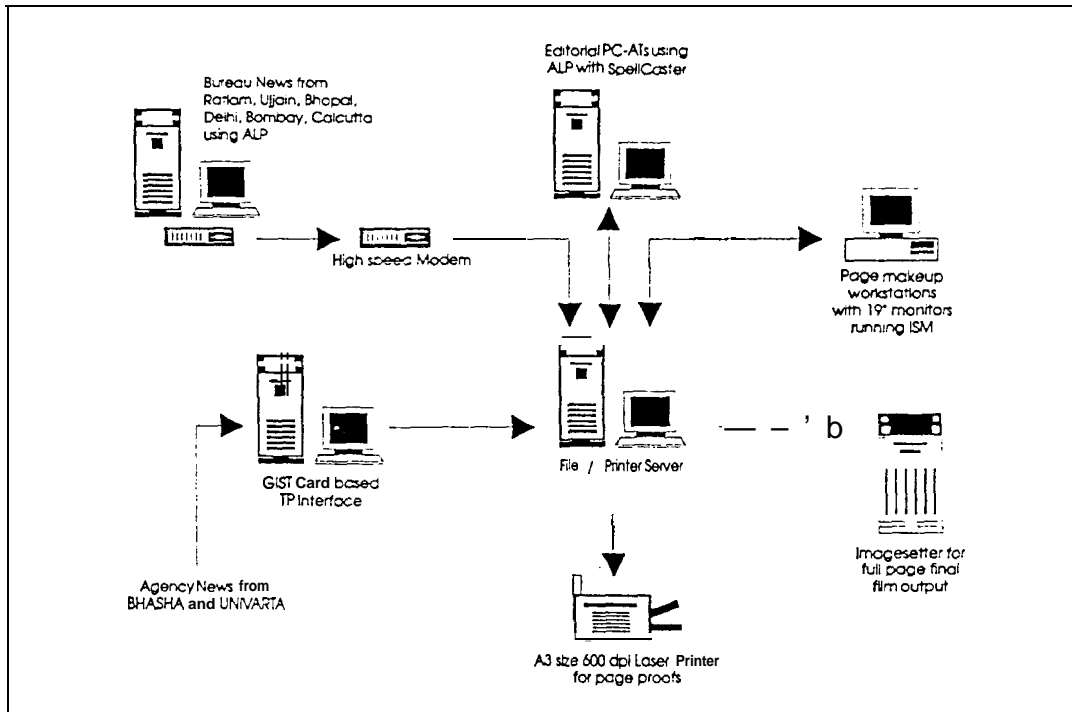 Editorial PC-ATs using
ALP with SpellCaster
Bureau News from
Ratlam, Ujjain, Bhopal,
Delhi, Bombay, Calcutta
using ALP
High speed Modem
Page makeup
workstations
with 19" monitors
running ISM
GIST Card based
TP Interface
File / Printer Server
— – ' b
Imagesetter for
full page final
film output
Agency News from
BHASHA and UNIVARTA
A3 size 600 dpi Laser Printer
for page proofs